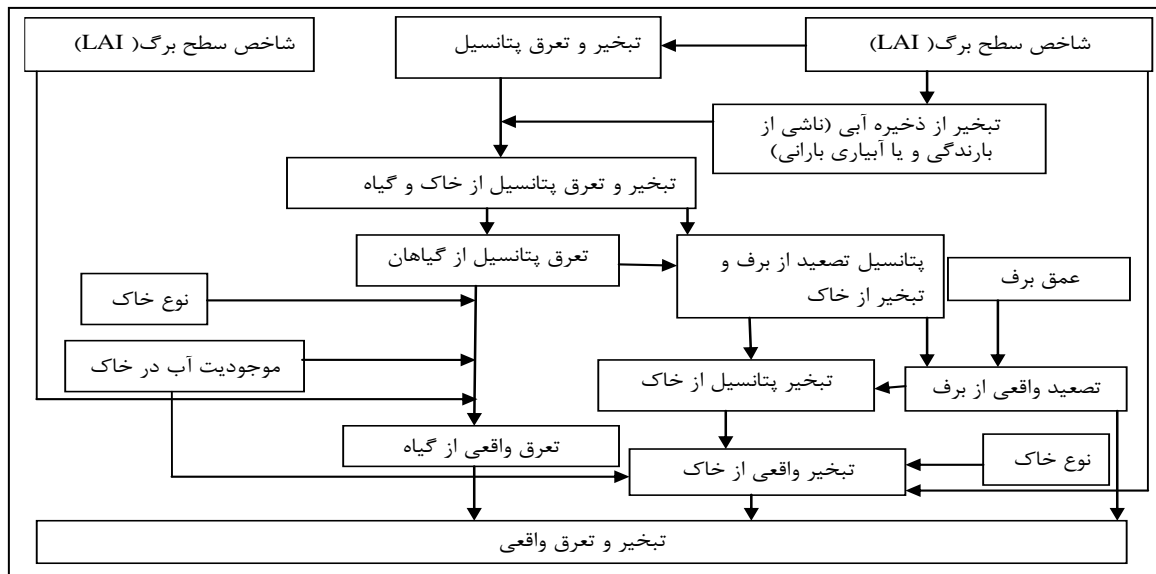 شاخص سطح برگ( LAI)
تبخیر و تعرق پتانسیل
شاخص سطح برگ( LAI)
تبخیر از ذخیره آبی (ناشی از
بارندگی و یا آبیاری بارانی)
تبخیر و تعرق پتانسیل از خاک و گیاه
پتانسیل تصعید از برف و
تبخیر از خاک
تعرق پتانسیل از گیاهان
عمق برف
نوع خاک
موجودیت آب در خاک
تبخیر پتانسیل از خاک
تصعید واقعی از برف
تعرق واقعی از گیاه
تبخیر واقعی از خاک
نوع خاک
تبخیر و تعرق واقعی